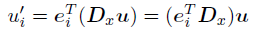 u'_i = e_i^T(D_x u) = (e_i^T D_x)u